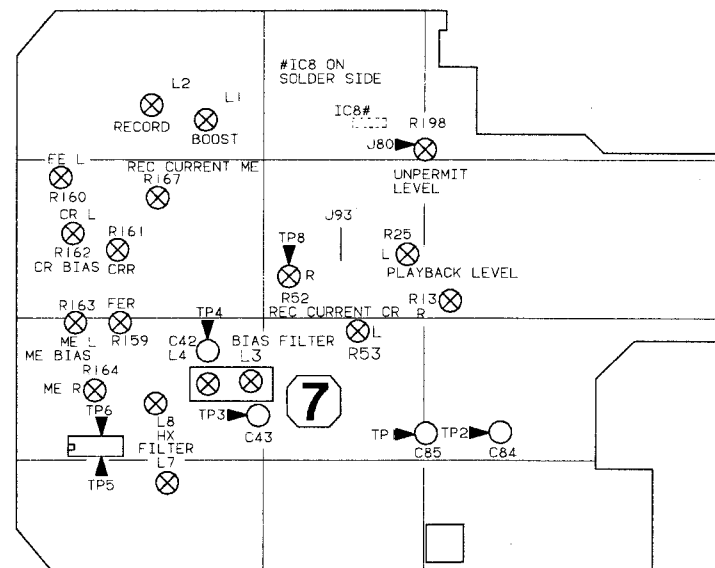 #IC8 ON
SOLDER SIDE
L2
L1
RECORD
BOOST
IC8#
R198
J80
UNPERMIT
LEVEL
FE L
R160
REC CURRENT ME
R167
CR L
R162
R161
CR BIAS
CRR
J93
TP8
R
R52
R25
L
PLAYBACK LEVEL
R13
R
REC CURRENT CR
L
R53
R163
FER
ME L
R159
ME BIAS
TP4
C42
L4
BIAS FILTER
L3
R164
ME R
TP6
TP5
L8
HX
FILTER
L7
TP3
C43
7
TP
C85
TP2
C84